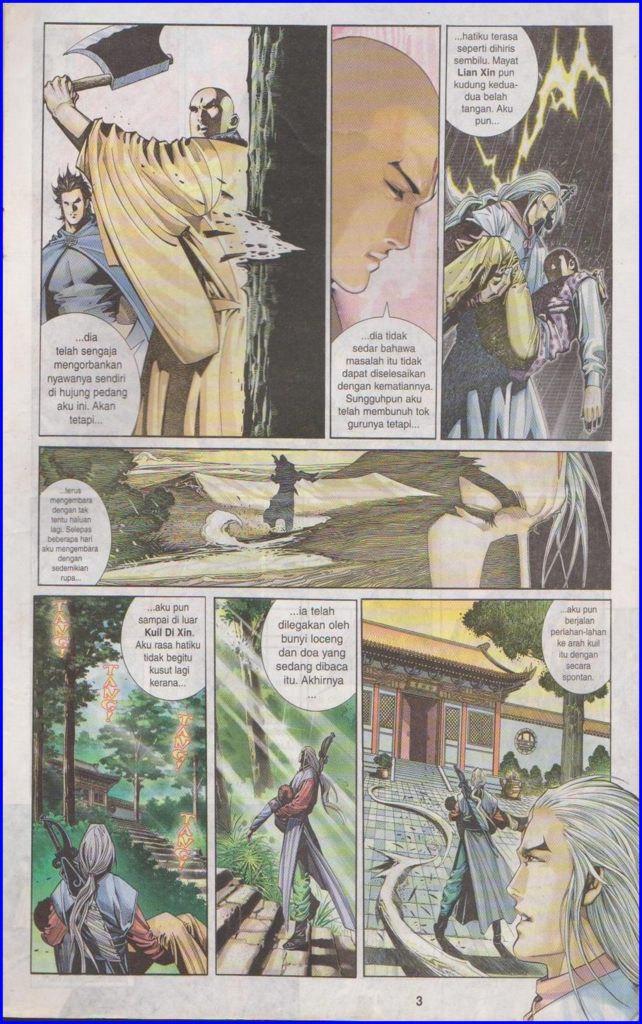 ...dia
telah sengaja
mengorbankan
nyawanya sendiri
di hujung pedang
aku ini. Akan
tetapi...
...dia tidak
sedar bahawa
masalah itu tidak
dapat diselesaikan
dengan kematiannya.
Sungguhpun aku
telah membunuh tok
gurunya tetapi...
...hatiku terasa
seperti dihiris
sembilu. Mayat
Lian Xin pun
kudung kedua-
dua belah
tangan. Aku
pun...
...terus
mengembara
dengan tak
tentu haluan
lagi. Selepas
beberapa hari
aku mengembara
dengan
sedemikian
rupa...
...aku pun
sampai di luar
Kuil Di Xin.
Aku rasa hatiku
tidak begitu
kusut lagi
kerana...
TANG!
TANG!
TANG!
TANG!
...ia telah
dilegakan oleh
bunyi loceng
dan doa yang
sedang dibaca
itu. Akhirnya
...
...aku pun
berjalan
perlahan-lahan
ke arah kuil
itu dengan
secara
spontan.
3